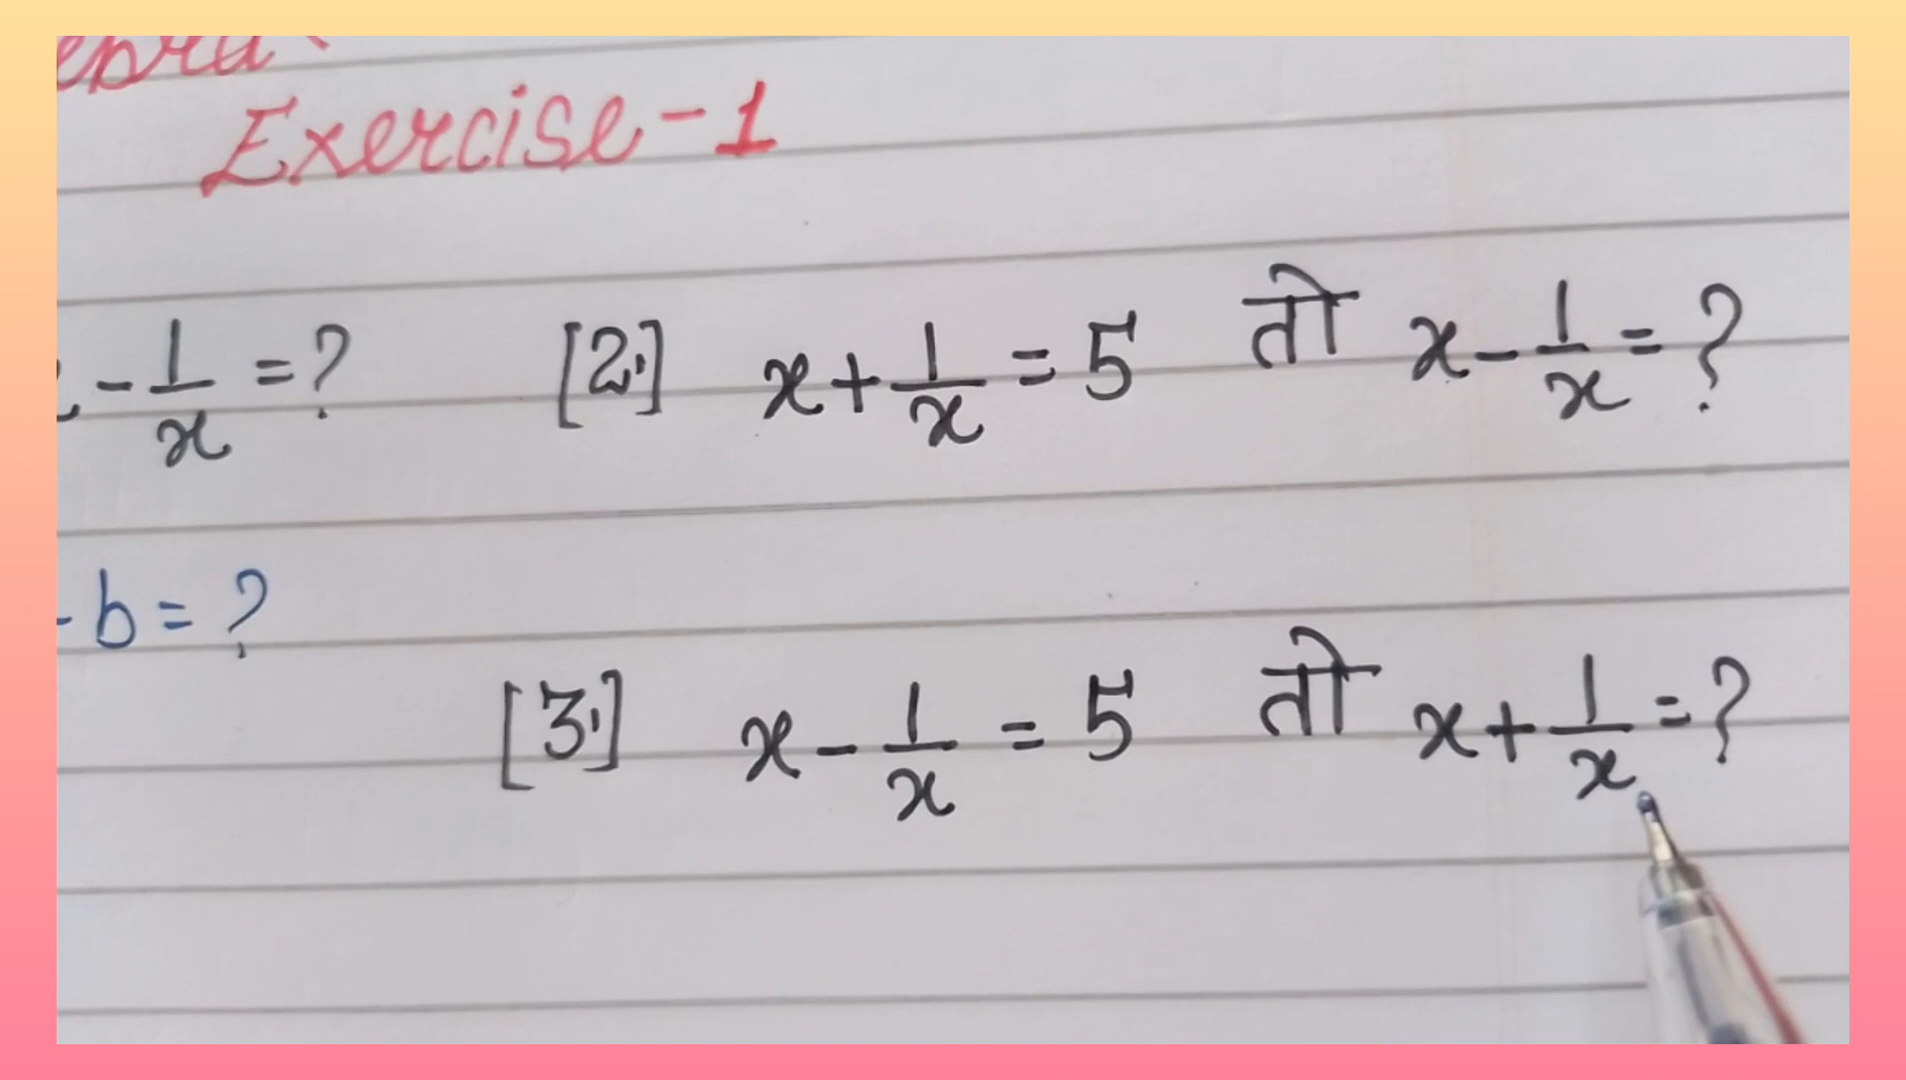 Exercise-1
- 1/x = ? [2.] x + 1/x = 5 तो x - 1/x = ?
- b = ?
[3.] x - 1/x = 5 तो x + 1/x = ?